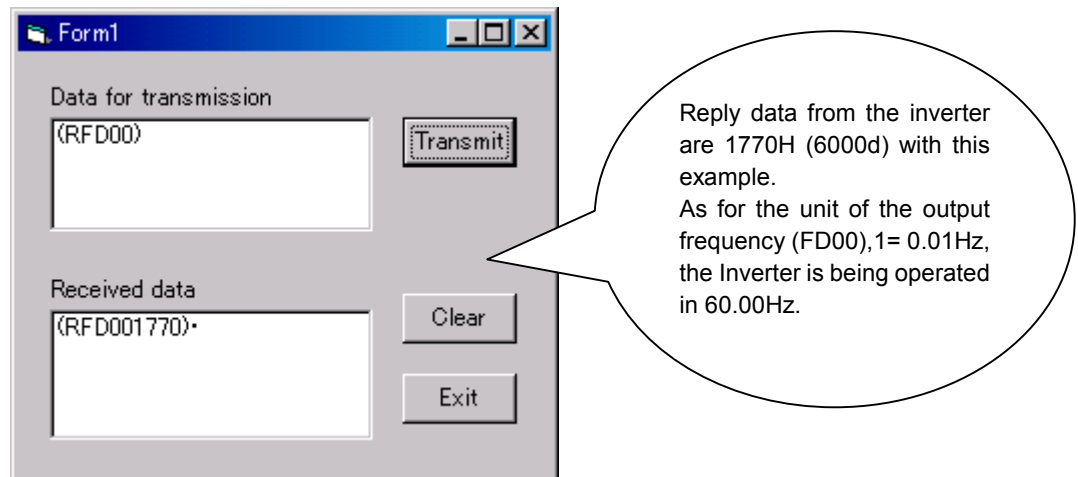 Form1
Data for transmission
(RFD00)
Transmit
Received data
(RFD001770)･
Clear
Exit
Reply data from the inverter
are 1770H (6000d) with this
example.
As for the unit of the output
frequency (FD00),1= 0.01Hz,
the Inverter is being operated
in 60.00Hz.